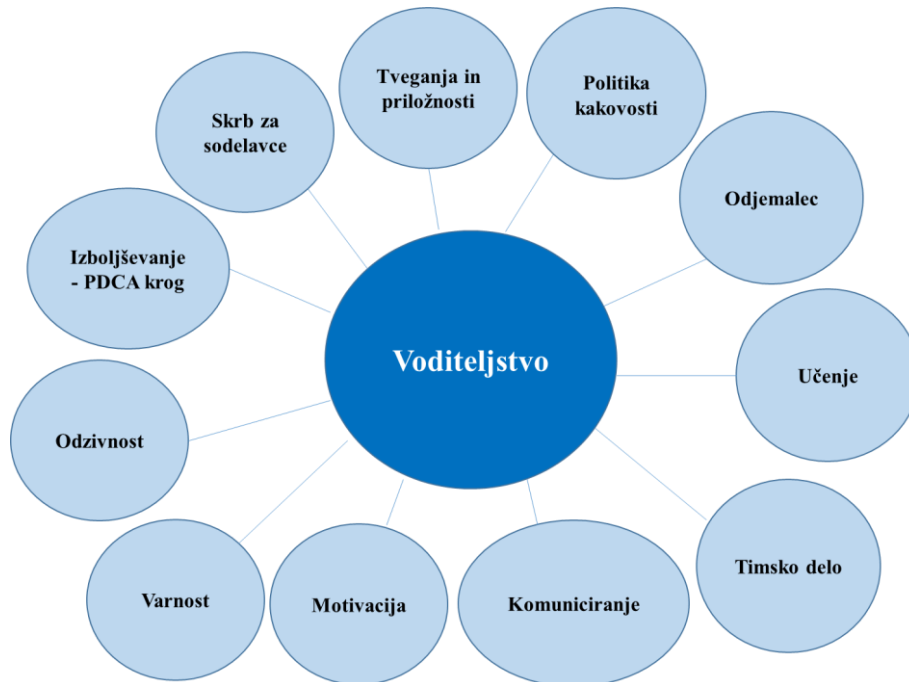 Tveganja in
priložnosti
Politika
kakovosti
Skrb za
sodelavce
Odjemalec
Izboljševanje
- PDCA krog
Voditeljstvo
Učenje
Odzivnost
Timsko delo
Varnost
Motivacija
Komuniciranje